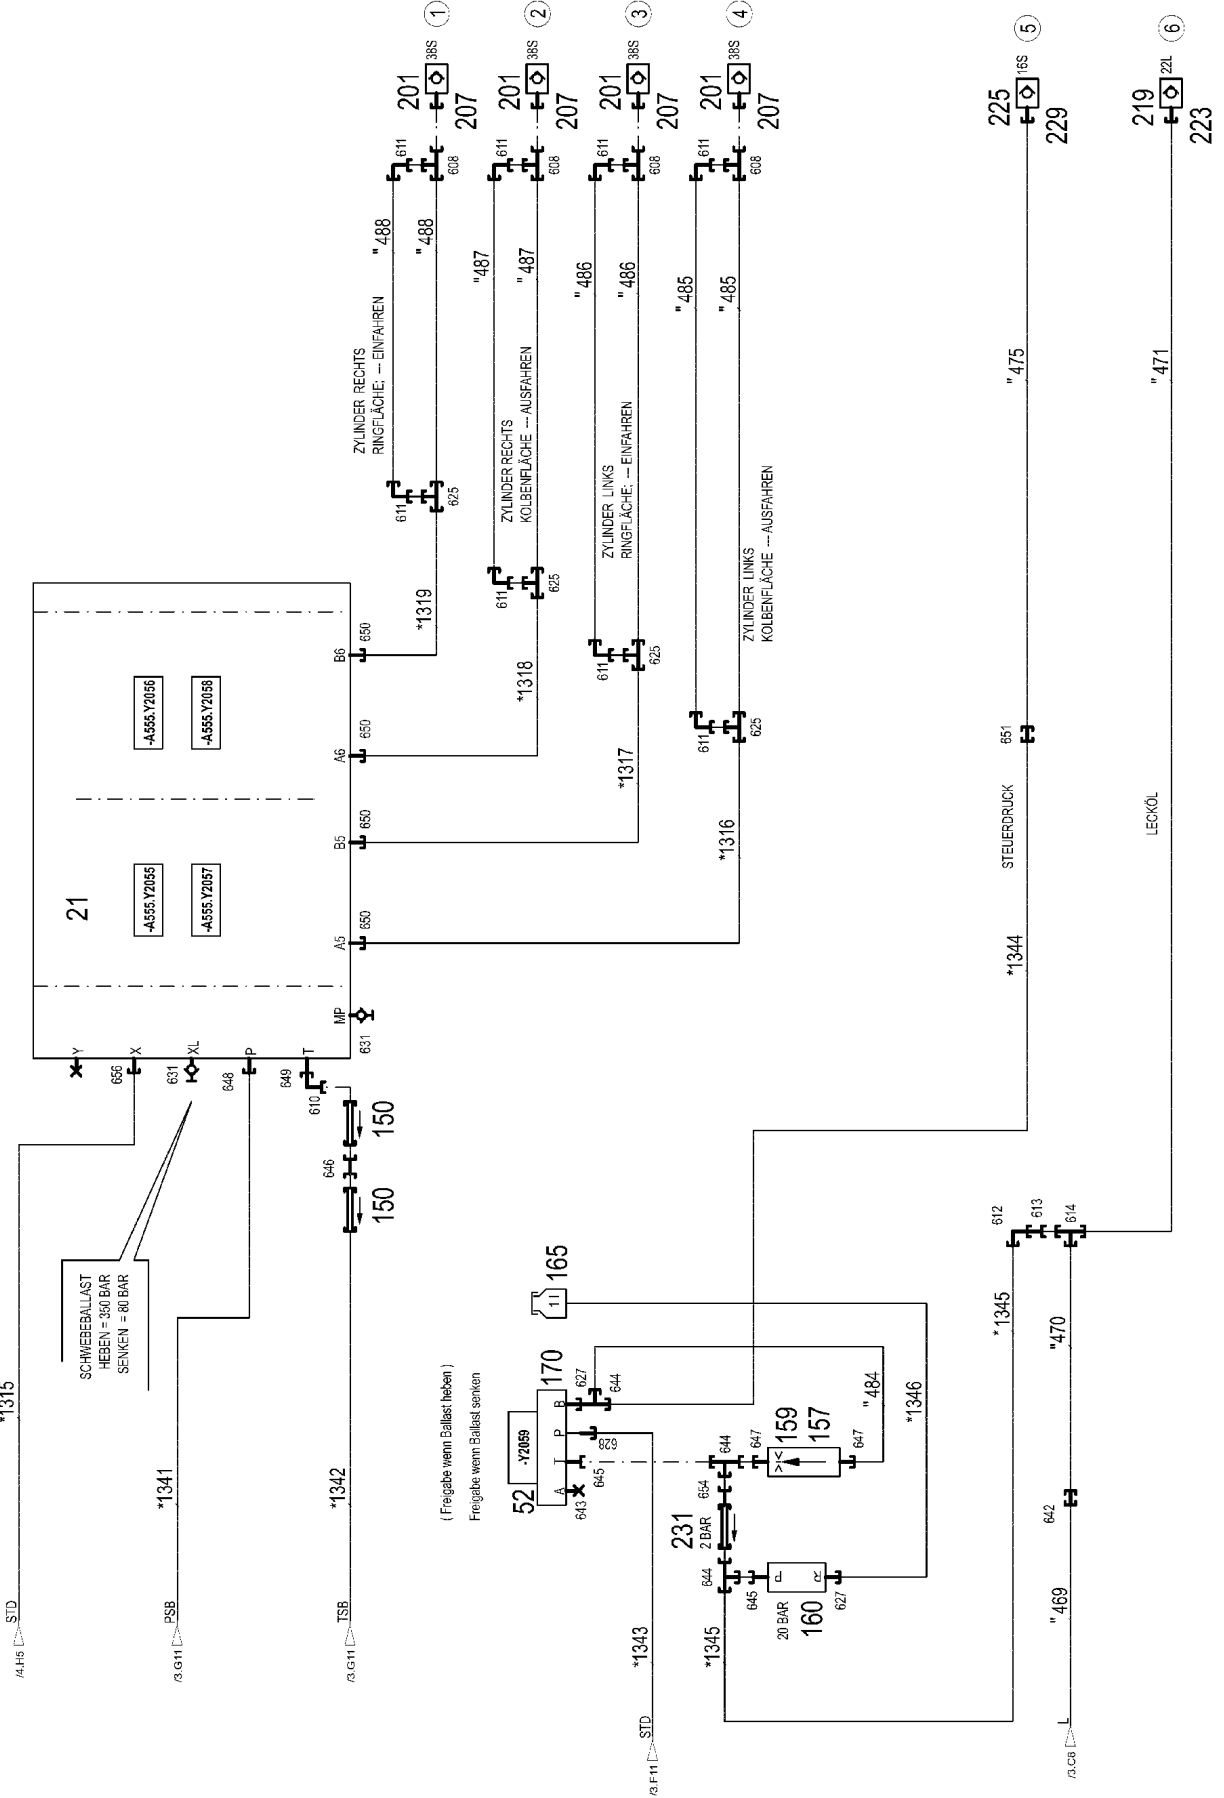 1
2
3
4
5
6
38S
38S
38S
38S
16S
22L
201
207
201
207
201
207
201
207
225
229
219
223
611
608
611
608
611
608
611
608
"488
"488
"487
"487
"486
"486
"485
"485
"475
"471
ZYLINDER RECHTS
RINGFLÄCHE; --- EINFAHREN
ZYLINDER RECHTS
KOLBENFLÄCHE --- AUSFAHREN
ZYLINDER LINKS
RINGFLÄCHE; --- EINFAHREN
ZYLINDER LINKS
KOLBENFLÄCHE --- AUSFAHREN
611
625
611
625
611
625
611
625
*1319
*1318
*1317
*1316
B6
650
A6
650
B5
650
A5
650
-A555.Y2056
-A555.Y2058
-A555.Y2055
-A555.Y2057
21
MP
631
Y
X
XL
P
T
656
631
648
649
610
150
646
150
651
STEUERDRUCK
LECKÖL
*1344
SCHWEBEBALLAST
HEBEN = 350 BAR
SENKEN = 80 BAR
*1315
*1341
*1342
STD
/4.H5
PSB
/3.G11
TSB
/3.G11
( Freigabe wenn Ballast heben )
Freigabe wenn Ballast senken
165
1 l
170
52
-Y2059
A
T
P
B
643
645
628
627
644
"484
*1346
644
647
159
157
647
654
231
2 BAR
644
645
20 BAR
160
P
R
627
*1343
STD
/3.F11
*1345
*1345
612
613
614
"470
642
"469
L
/3.C8